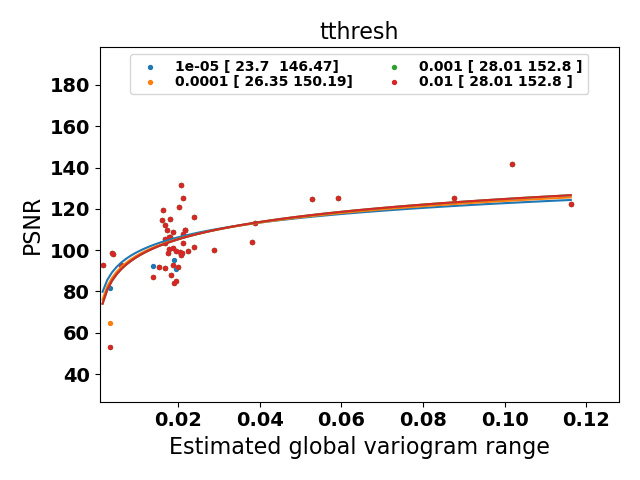 tthresh
1e-05 [ 23.7  146.47]
0.0001 [ 26.35 150.19]
0.001 [ 28.01 152.8 ]
0.01 [ 28.01 152.8 ]
180
160
140
120
100
80
60
40
PSNR
0.02 0.04 0.06 0.08 0.10 0.12
Estimated global variogram range